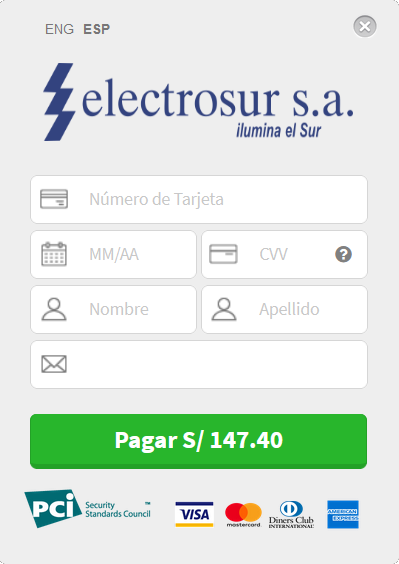 ENG ESP
electrosur s.a.
ilumina el Sur
Número de Tarjeta
MM/AA CVV ?
Nombre Apellido
Pagar S/ 147.40
PCI Security
Standards Council
VISA mastercard Diners Club
INTERNATIONAL
AMERICAN
EXPRESS